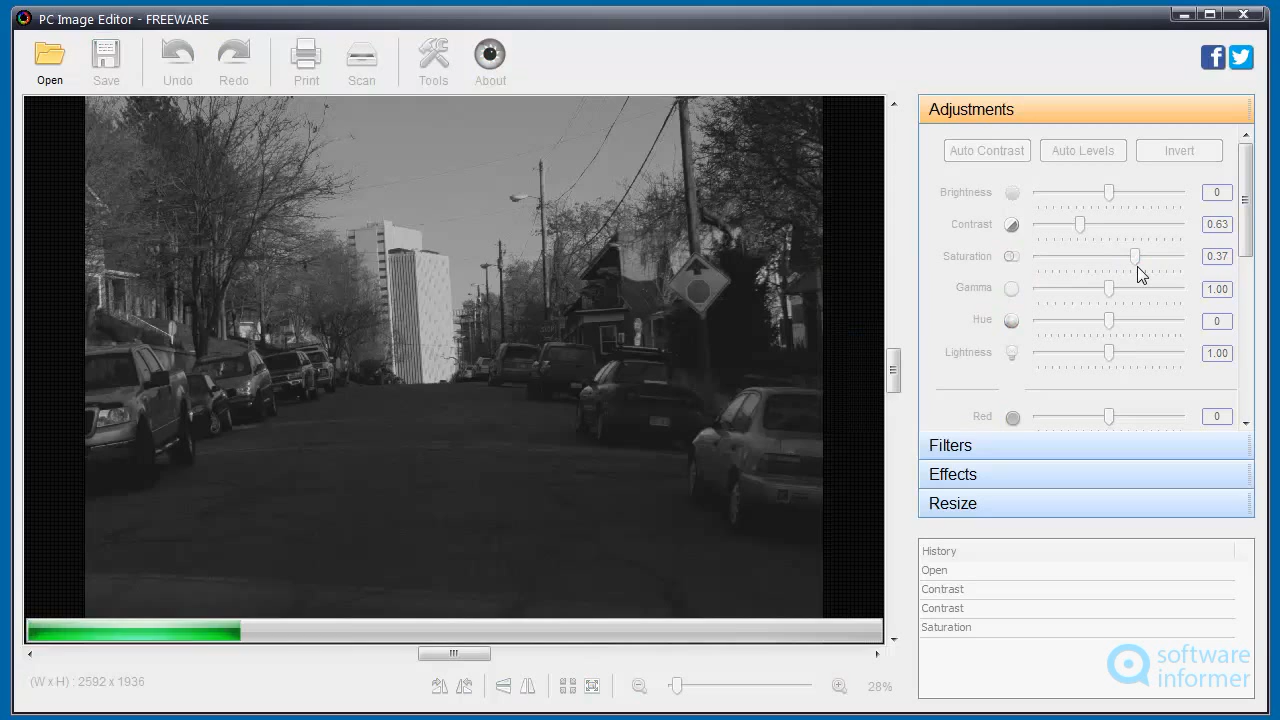 PC Image Editor - FREEWARE
Open Save Undo Redo Print Scan Tools About
Adjustments
Auto Contrast Auto Levels Invert
Brightness 0
Contrast 0.63
Saturation 0.37
Gamma 1.00
Hue 0
Lightness 1.00
Red 0
Filters
Effects
Resize
History
Open
Contrast
Contrast
Saturation
software
informer
(W x H) : 2592 x 1936
28%